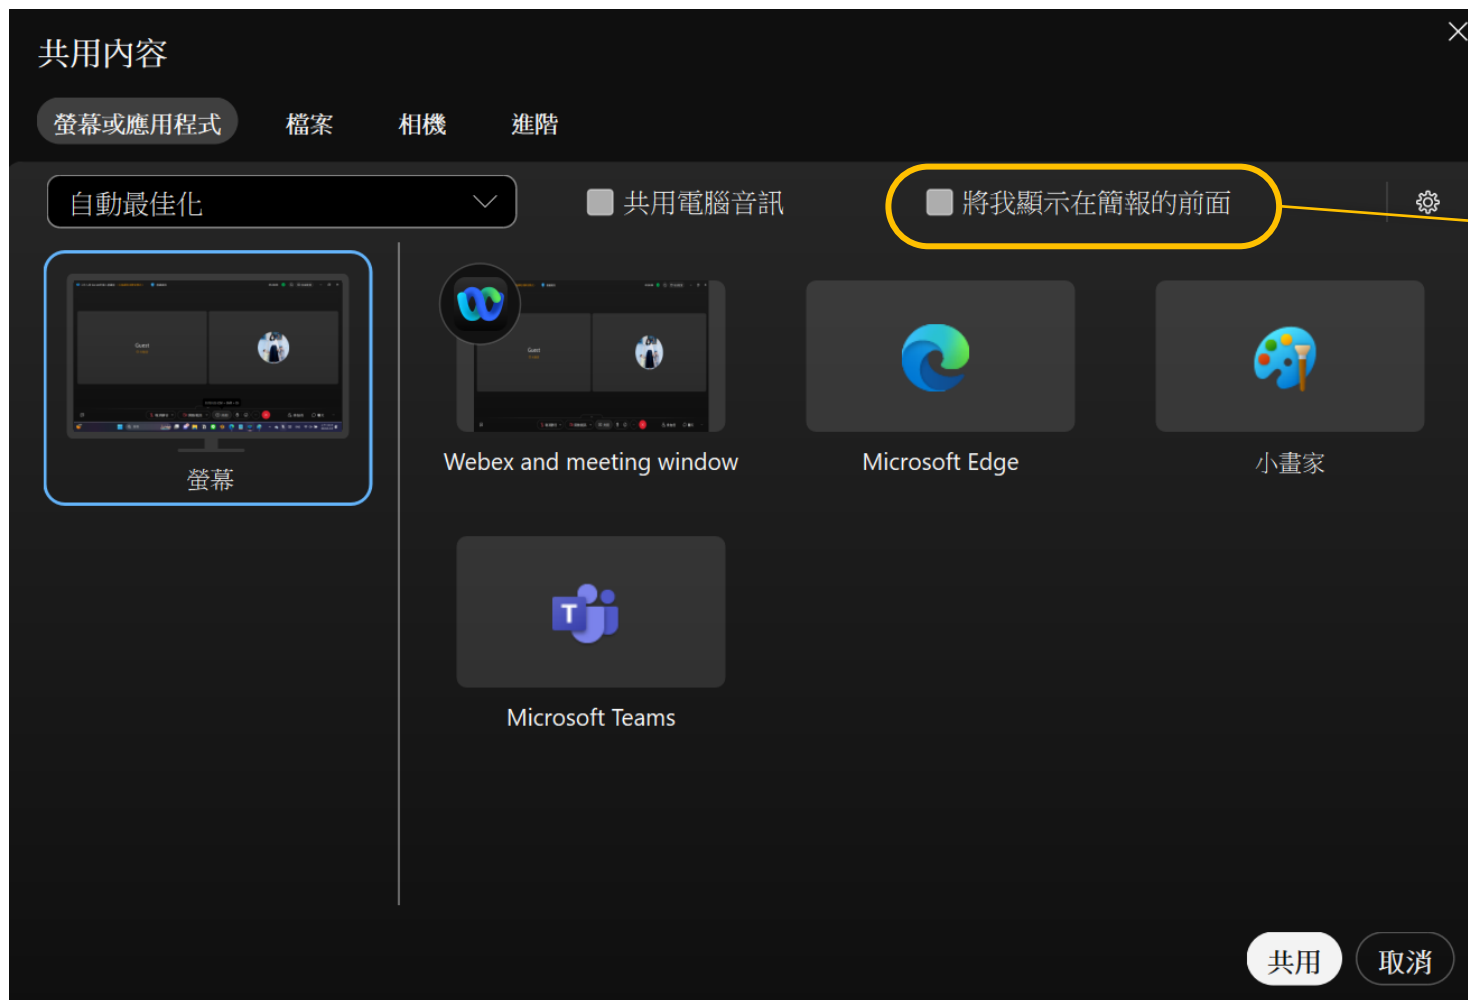 共用內容
螢幕或應用程式 檔案 相機 進階
自動最佳化 共用電腦音訊 將我顯示在簡報的前面
Guest
Guest
螢幕
Webex and meeting window Microsoft Edge 小畫家
T
Microsoft Teams
共用 取消